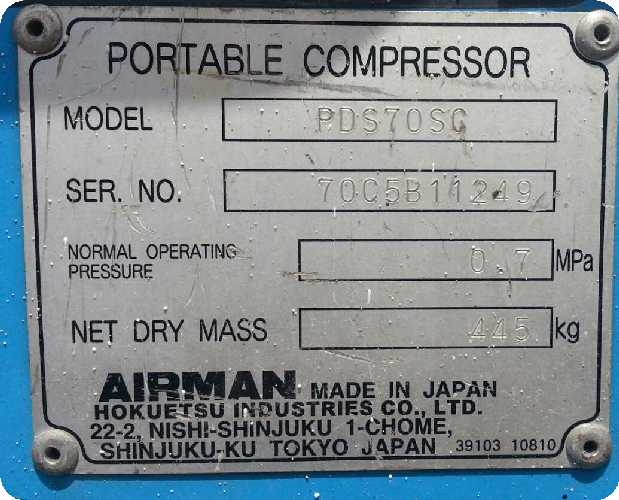 PORTABLE COMPRESSOR
MODEL PDS70SC
SER. NO. 70C5B11249
NORMAL OPERATING
PRESSURE 0.7 MPa
NET DRY MASS 445 kg
AIRMAN MADE IN JAPAN
HOKUETSU INDUSTRIES CO., LTD.
22-2, NISHI-SHINJUKU 1-CHOME,
SHINJUKU-KU TOKYO JAPAN 39103 10810